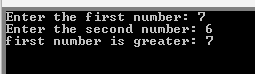 Enter the first number: 7
Enter the second number: 6
first number is greater: 7